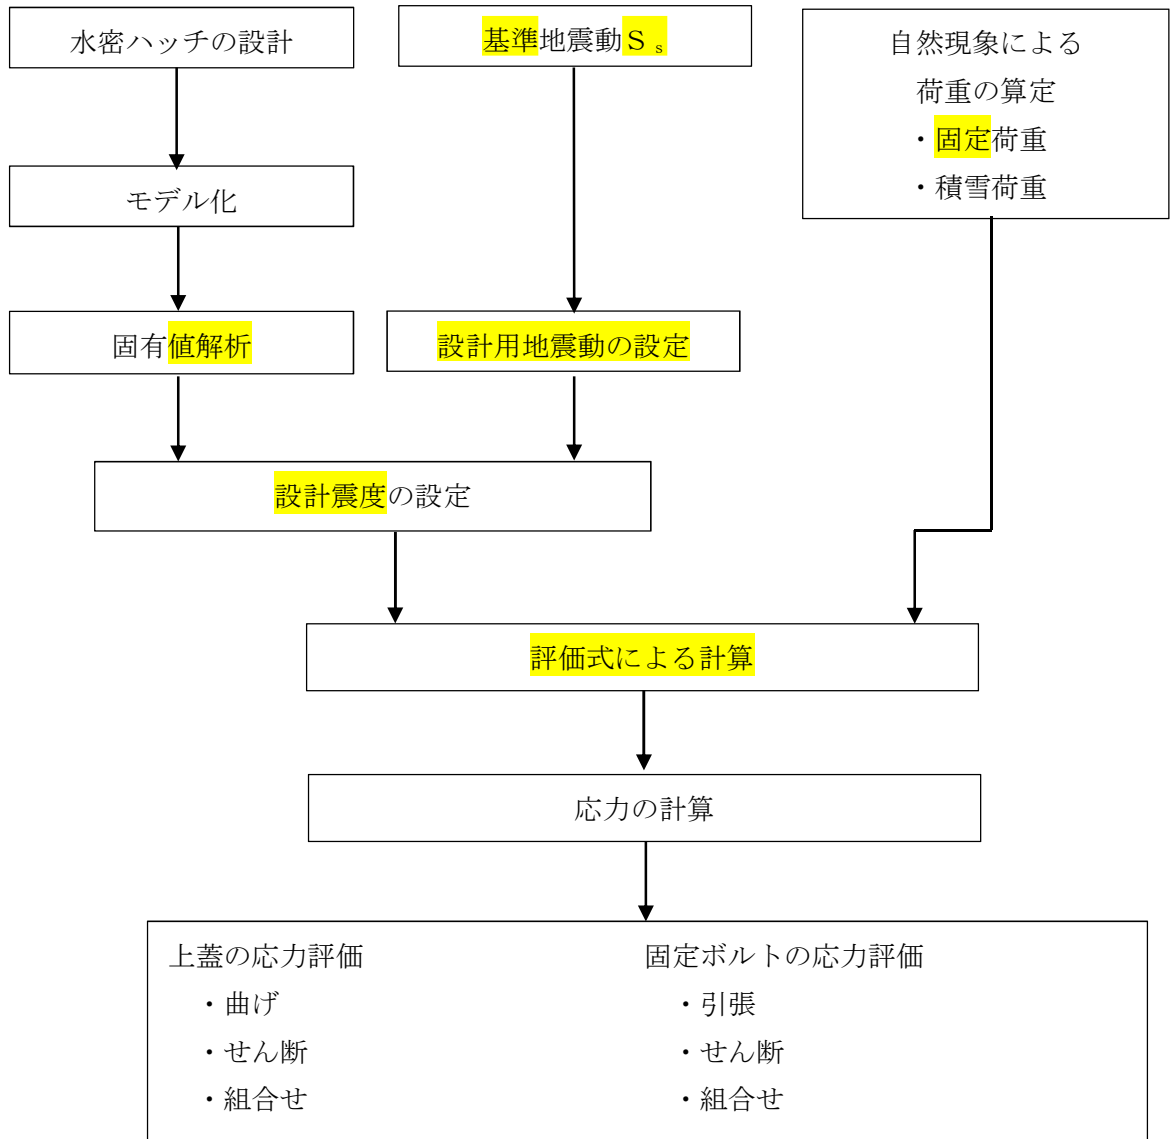 水密ハッチの設計
基準地震動Ｓｓ
自然現象による
荷重の算定
・固定荷重
・積雪荷重
モデル化
固有値解析
設計用地震動の設定
設計震度の設定
評価式による計算
応力の計算
上蓋の応力評価
・曲げ
・せん断
・組合せ
固定ボルトの応力評価
・引張
・せん断
・組合せ